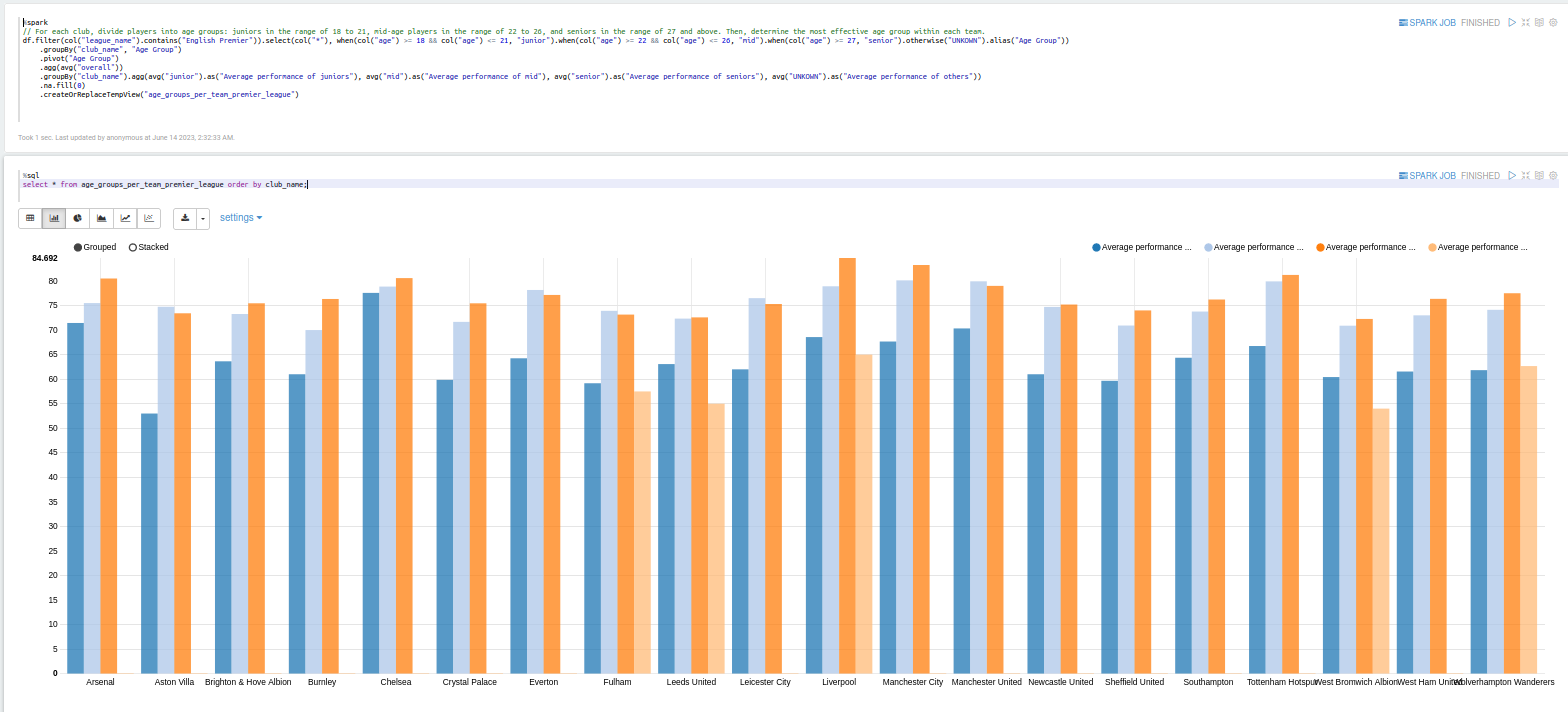 %spark
SPARK JOB FINISHED
// For each club, divide players into age groups: juniors in the range of 18 to 21, mid-age players in the range of 22 to 26, and seniors in the range of 27 and above. Then, determine the most effective age group within each team.
df.filter(col("league_name").contains("English Premier")).select(col("*"), when(col("age") >= 18 && col("age") <= 21, "junior").when(col("age") >= 22 && col("age") <= 26, "mid").when(col("age") >= 27, "senior").otherwise("UNKOWN").alias("Age Group"))
.groupBy("club_name", "Age Group")
.pivot("Age Group")
.agg(avg("overall"))
.groupBy("club_name").agg(avg("junior").as("Average performance of juniors"), avg("mid").as("Average performance of mid"), avg("senior").as("Average performance of seniors"), avg("UNKOWN").as("Average performance of others"))
.na.fill(0)
.createOrReplaceTempView("age_groups_per_team_premier_league")
Took 1 sec. Last updated by anonymous at June 14 2023, 2:32:33 AM.
%sql
SPARK JOB FINISHED
select * from age_groups_per_team_premier_league order by club_name;
settings
Grouped Stacked
Average performance ... Average performance ... Average performance ... Average performance ...
84.692
80
75
70
65
60
55
50
45
40
35
30
25
20
15
10
5
0
Arsenal Aston Villa Brighton & Hove Albion Burnley Chelsea Crystal Palace Everton Fulham Leeds United Leicester City Liverpool Manchester City Manchester United Newcastle United Sheffield United Southampton Tottenham Hotspur West Bromwich Albion West Ham United Wolverhampton Wanderers